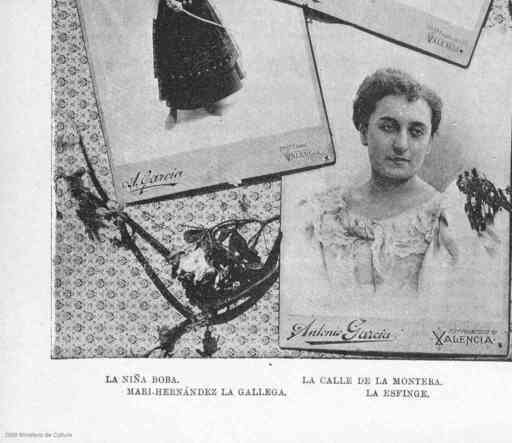 VALENCIA
VALENCIA
A. García
Antonio García
VALENCIA
LA NIÑA BOBA.
MARI-HERNÁNDEZ LA GALLEGA.
LA CALLE DE LA MONTERA.
LA ESFINGE.
2009 Ministerio de Cultura